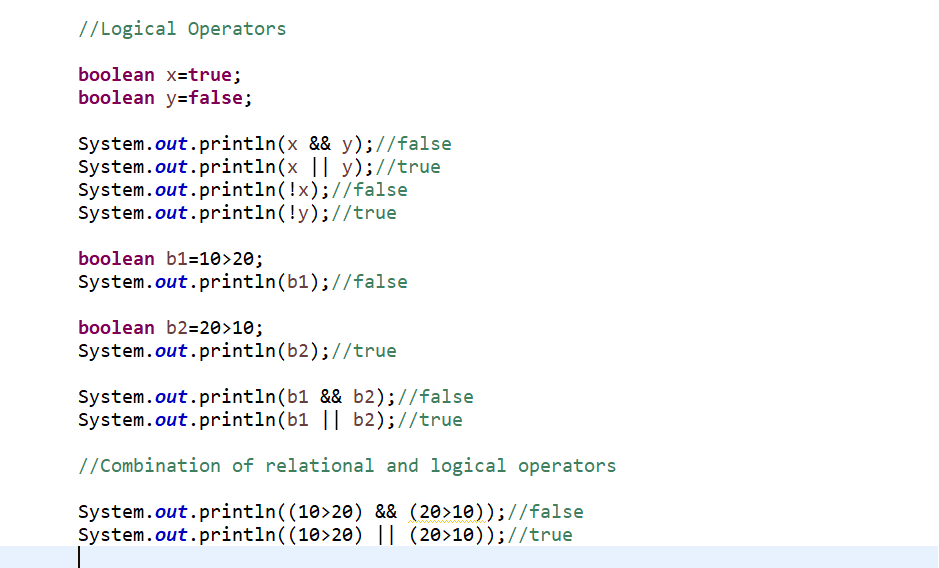 //Logical Operators
boolean x=true;
boolean y=false;
System.out.println(x && y);//false
System.out.println(x || y);//true
System.out.println(!x);//false
System.out.println(!y);//true
boolean b1=10>20;
System.out.println(b1);//false
boolean b2=20>10;
System.out.println(b2);//true
System.out.println(b1 && b2);//false
System.out.println(b1 || b2);//true
//Combination of relational and logical operators
System.out.println((10>20) && (20>10));//false
System.out.println((10>20) || (20>10));//true